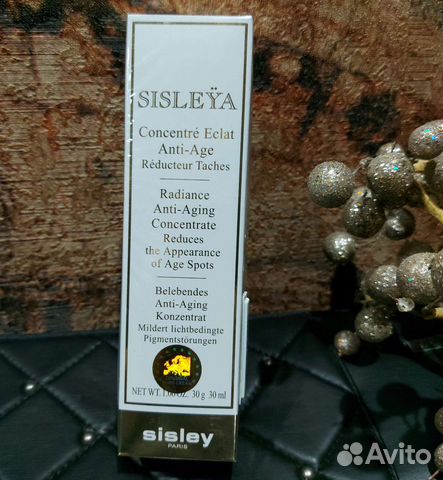 SISLEŸA
Concentré Eclat
Anti-Age
Réducteur Taches
Radiance
Anti-Aging
Concentrate
Reduces
the Appearance
of Age Spots
Belebendes
Anti-Aging
Konzentrat
Mildert lichtbedingte
Pigmentstörungen
NET WT. 1.06 OZ. 30 g 30 ml
sisley
PARIS
Avito